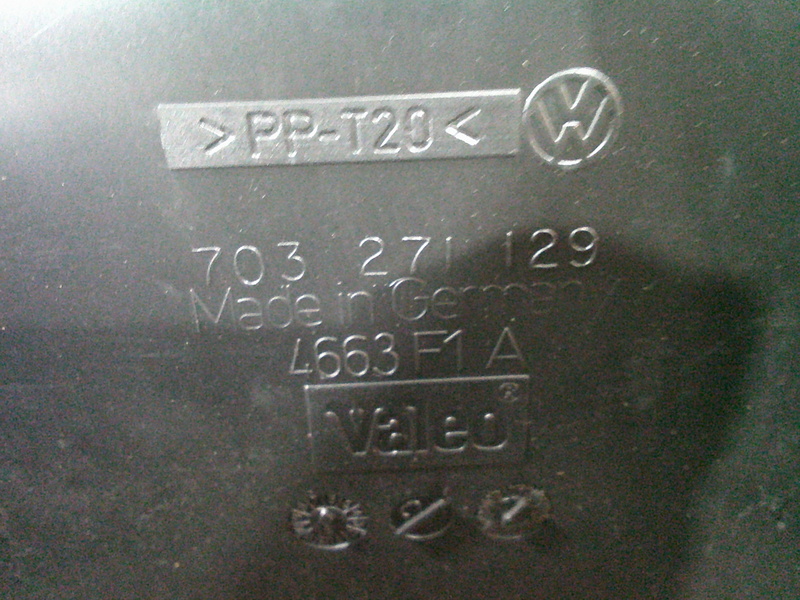 >PP-T20<
703 271 129
Made in Germany
4663 F1 A
Valeo®